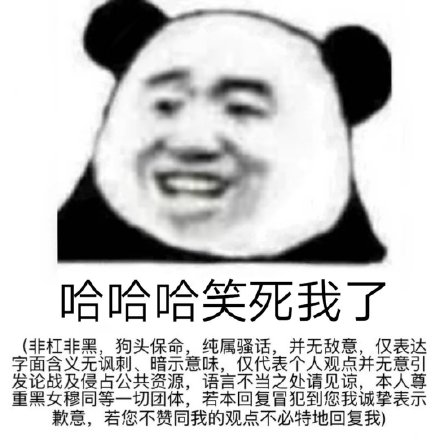 哈哈哈笑死我了
(非杠非黑，狗头保命，纯属骚话，并无敌意，仅表达
字面含义无讽刺、暗示意味，仅代表个人观点并无意引
发论战及侵占公共资源，语言不当之处请见谅，本人尊
重黑女穆同等一切团体，若本回复冒犯到您我诚挚表示
歉意，若您不赞同我的观点不必特地回复我)